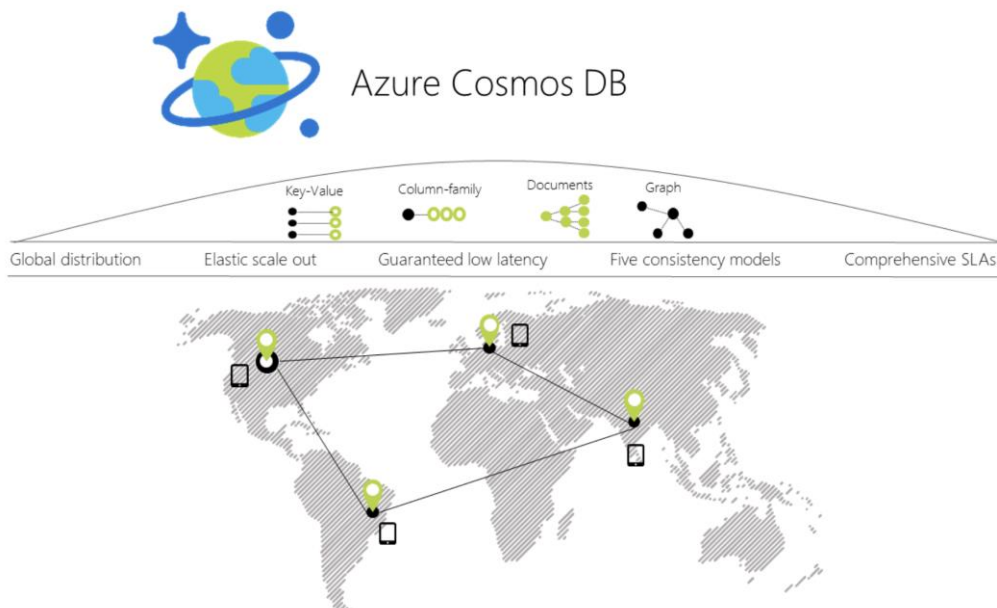 Azure Cosmos DB
Key-Value
Column-family
Documents
Graph
Global distribution
Elastic scale out
Guaranteed low latency
Five consistency models
Comprehensive SLAs